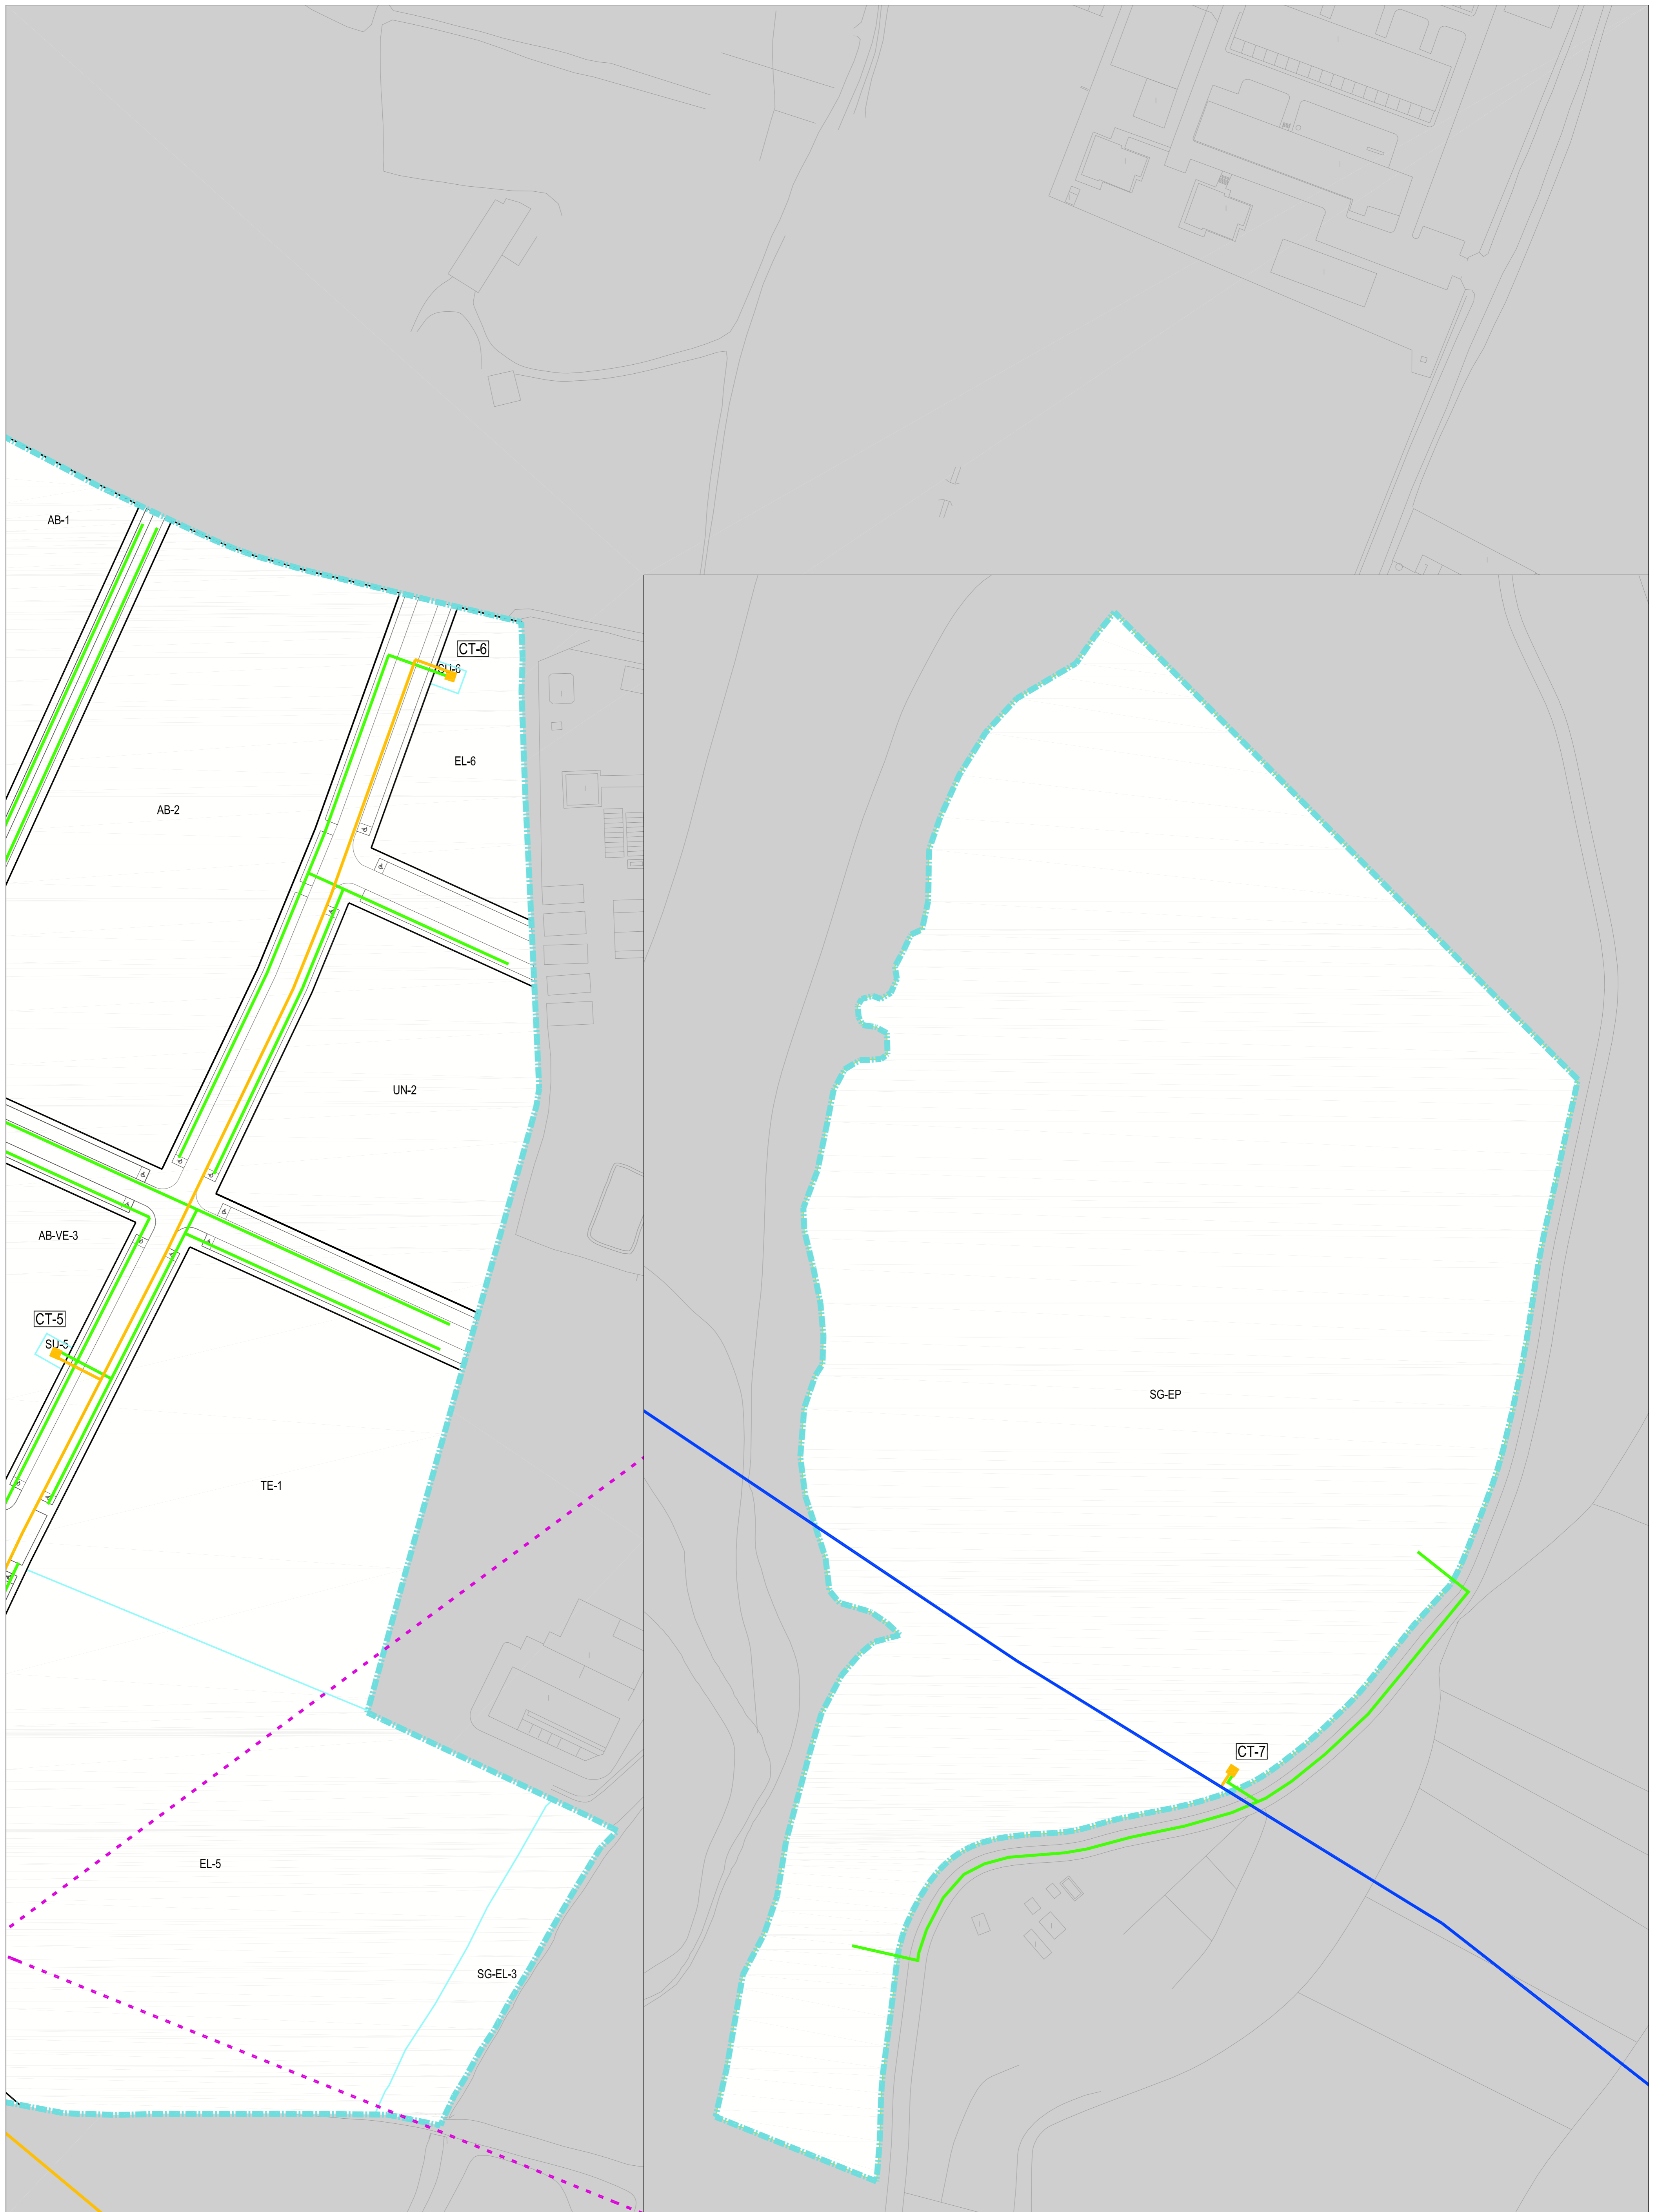 AB-1
CT-6
SU-6
EL-6
AB-2
UN-2
AB-VE-3
CT-5
SU-5
SG-EP
TE-1
CT-7
EL-5
SG-EL-3